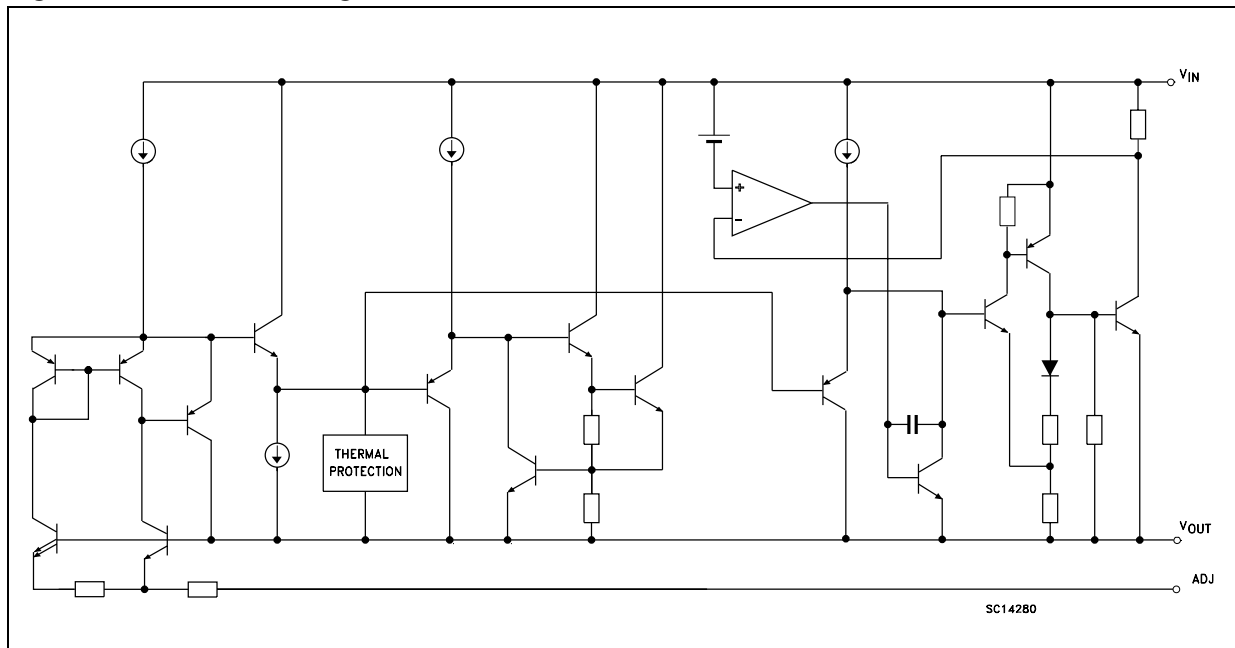 VIN
+
-
THERMAL
PROTECTION
VOUT
ADJ
SC14280